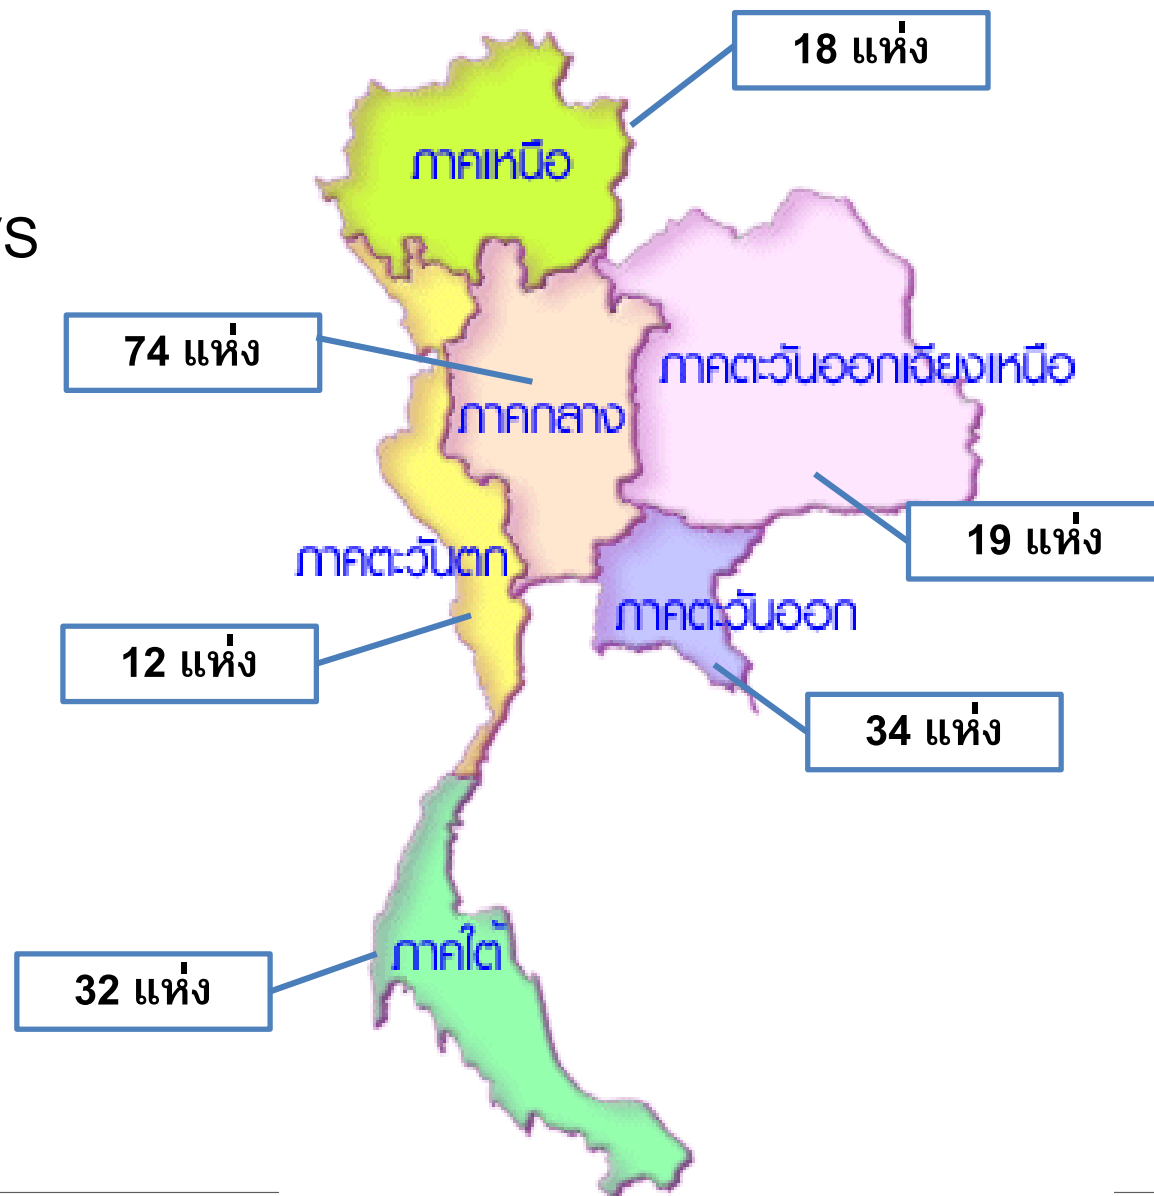 18 แห่ง
ภาคเหนือ
74 แห่ง
ภาคตะวันออกเฉียงเหนือ
ภาคกลาง
19 แห่ง
ภาคตะวันตก
ภาคตะวันออก
12 แห่ง
34 แห่ง
ภาคใต้
32 แห่ง